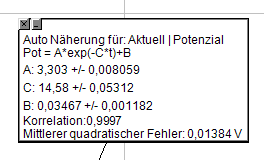 Auto Näherung für: Aktuell | Potenzial
Pot = A*exp(-C*t)+B
A: 3,303 +/- 0,008059
C: 14,58 +/- 0,05312
B: 0,03467 +/- 0,001182
Korrelation:0,9997
Mittlerer quadratischer Fehler: 0,01384 V